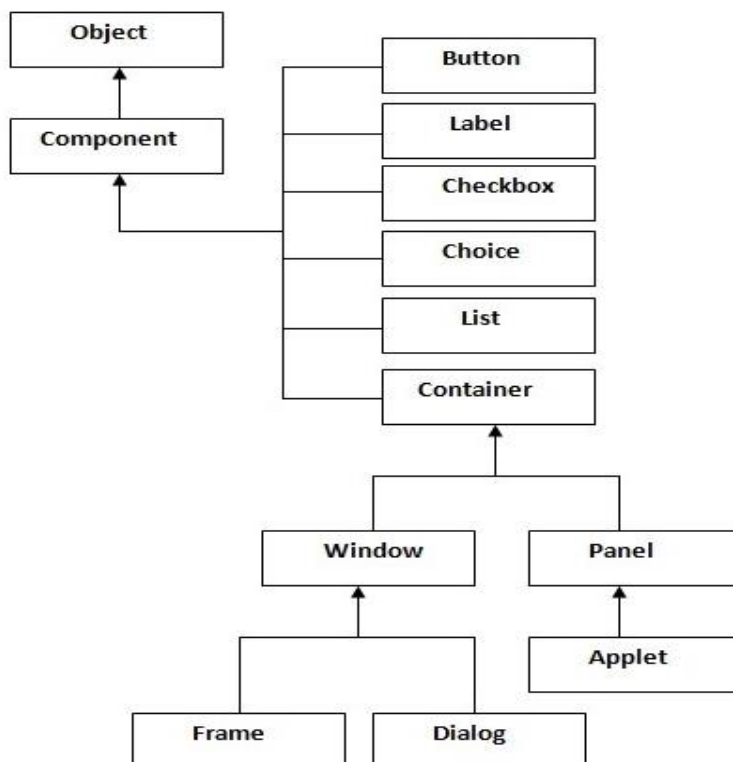 Object
Component
Button
Label
Checkbox
Choice
List
Container
Window
Panel
Applet
Frame
Dialog